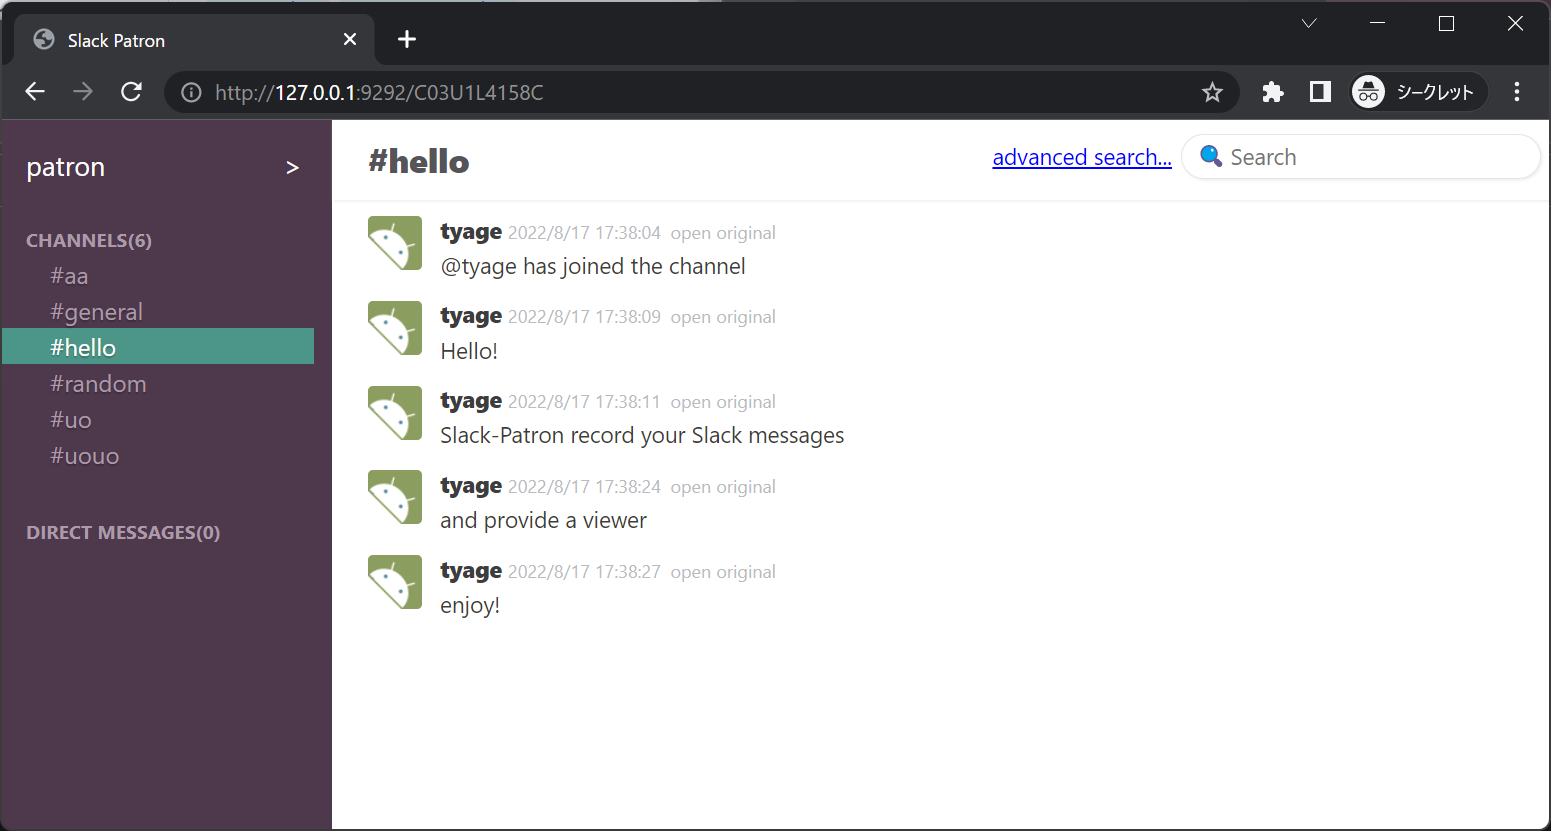 Slack Patron
http://127.0.0.1:9292/C03U1L4158C
シークレット
patron >
CHANNELS(6)
#aa
#general
#hello
#random
#uo
#uouo
DIRECT MESSAGES(0)
#hello
advanced search...
Search
tyage 2022/8/17 17:38:04 open original
@tyage has joined the channel
tyage 2022/8/17 17:38:09 open original
Hello!
tyage 2022/8/17 17:38:11 open original
Slack-Patron record your Slack messages
tyage 2022/8/17 17:38:24 open original
and provide a viewer
tyage 2022/8/17 17:38:27 open original
enjoy!